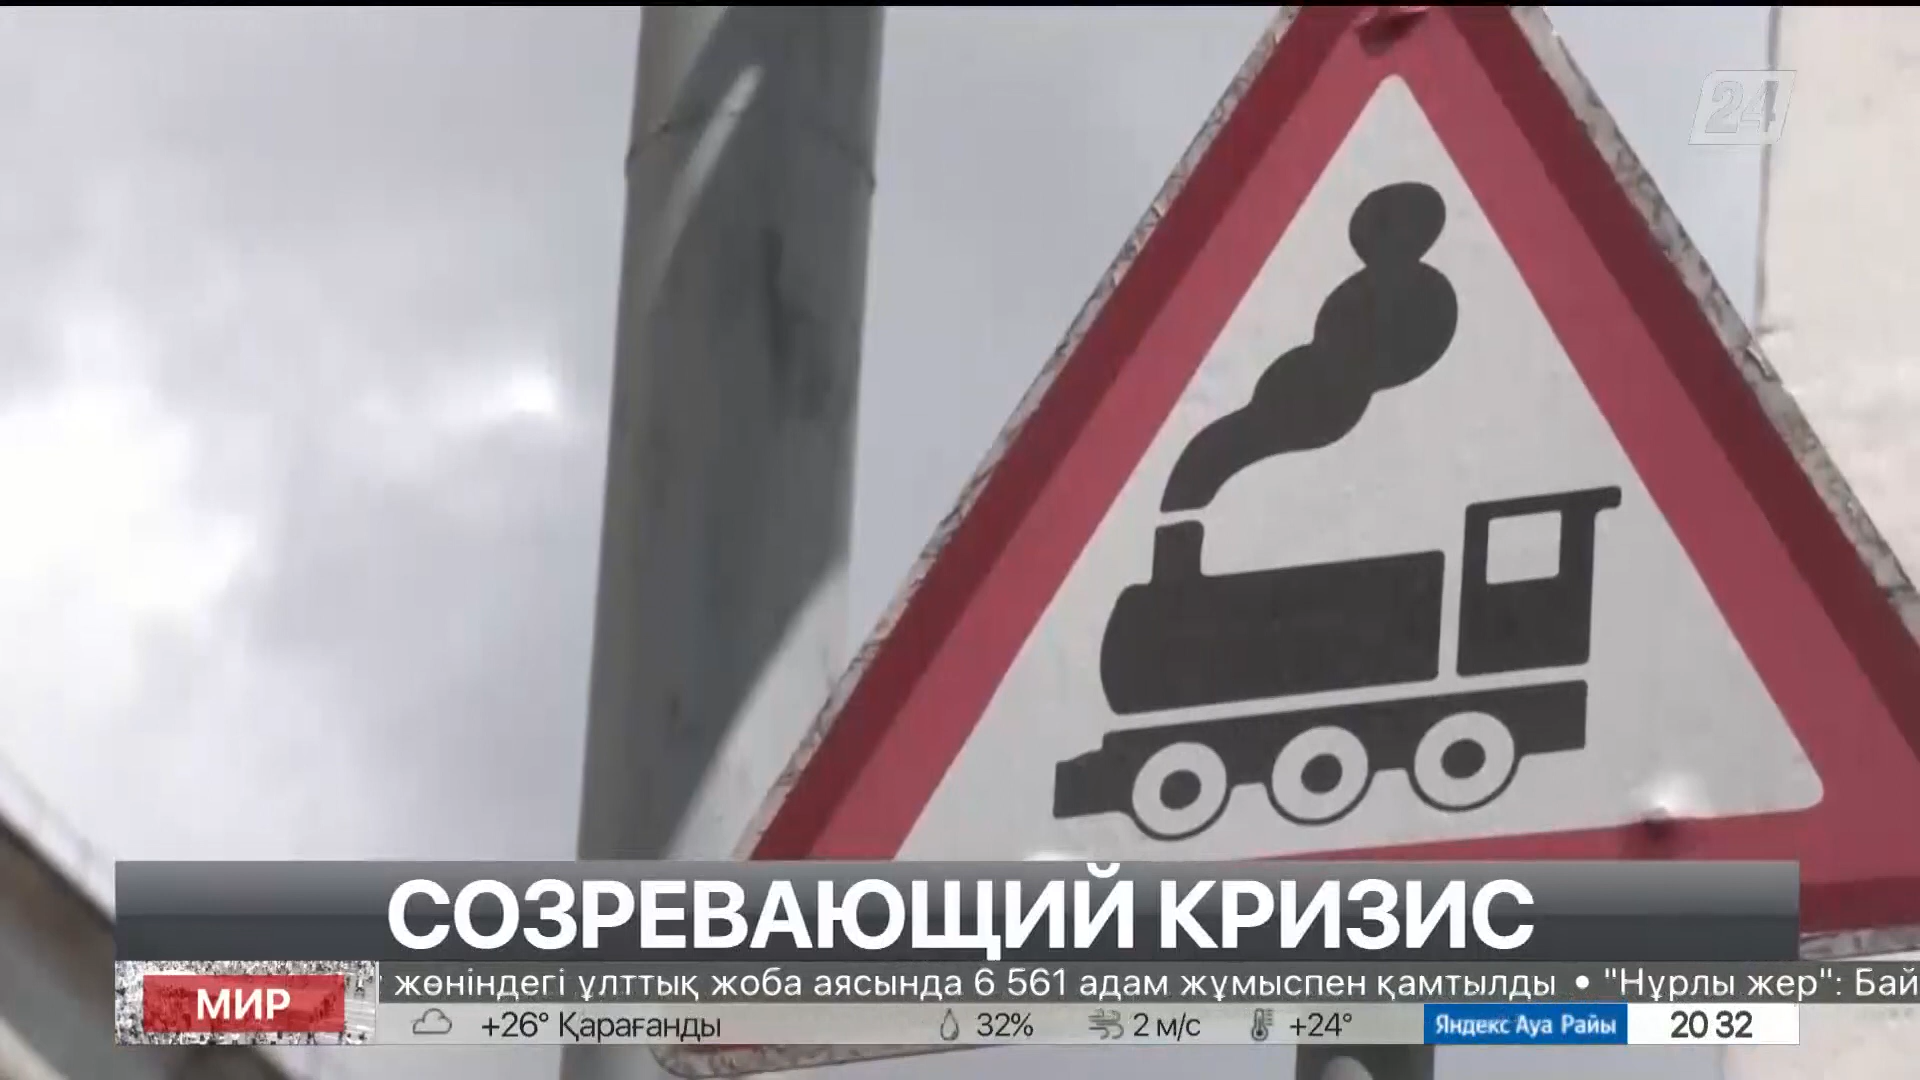 24
СОЗРЕВАЮЩИЙ КРИЗИС
МИР
жөніндегі ұлттық жоба аясында 6 561 адам жұмыспен қамтылды • "Нұрлы жер": Бай
+26° Қарағанды 32% 2 м/с +24° Яндекс Ауа Райы 20 32